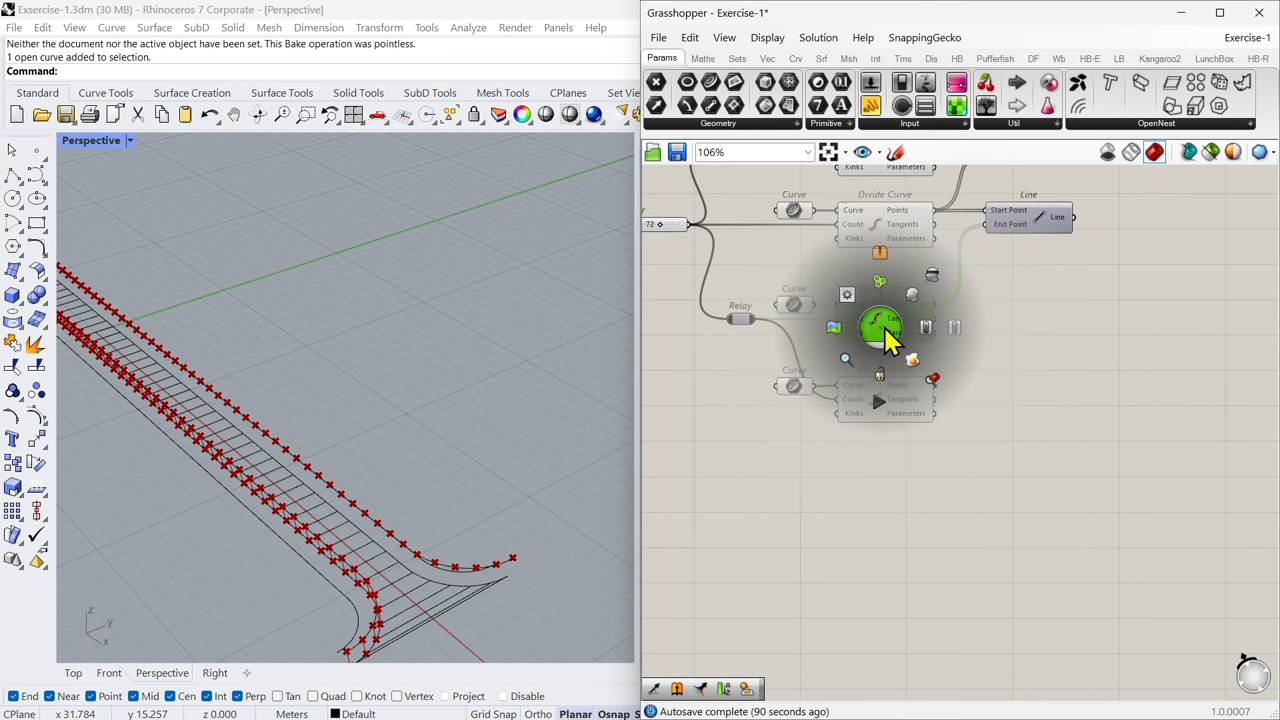 Exsercise-1.3dm (30 MB) - Rhinoceros 7 Corporate - [Perspective]
File Edit View Curve Surface SubD Solid Mesh Dimension Transform Tools Analyze Render Panels Help
Neither the document nor the active object have been set. This Bake operation was pointless.
1 open curve added to selection.
Command:
Standard Curve Tools Surface Creation Surface Tools Solid Tools SubD Tools Mesh Tools CPlanes Set Vie
Perspective
z
y
x
Top Front Perspective Right
End Near Point Mid Cen Int Perp Tan Quad Knot Vertex Project Disable
CPlane x 31.784 y 15.257 z 0.000 Meters Default Grid Snap Ortho Planar Osnap S
Grasshopper - Exercise-1*
File Edit View Display Solution Help SnappingGecko Exercise-1
Params Maths Sets Vec Crv Srf Msh Int Trns Dis HB Pufferfish DF Wb HB-E Kangaroo2 LB LunchBox HB-R
Geometry Primitive Input Util OpenNest
106%
Kinks Parameters
Curve Divide Curve Line
Curve Points Start Point
72 Count Tangents End Point Line
Kinks Parameters
Curve
Relay Tan
Curve
Curve Points
Count Tangents
Kinks Parameters
Autosave complete (90 seconds ago) 1.0.0007